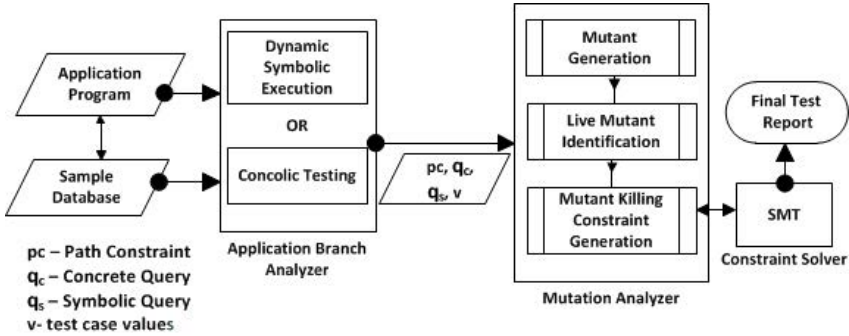 Application
Program
Sample
Database
Dynamic
Symbolic
Execution
OR
Concolic Testing
Application Branch
Analyzer
pc, qc,
qs, v
Mutant
Generation
Live Mutant
Identification
Mutant Killing
Constraint
Generation
Mutation Analyzer
Final Test
Report
SMT
Constraint Solver
pc – Path Constraint
qc – Concrete Query
qs – Symbolic Query
v- test case values